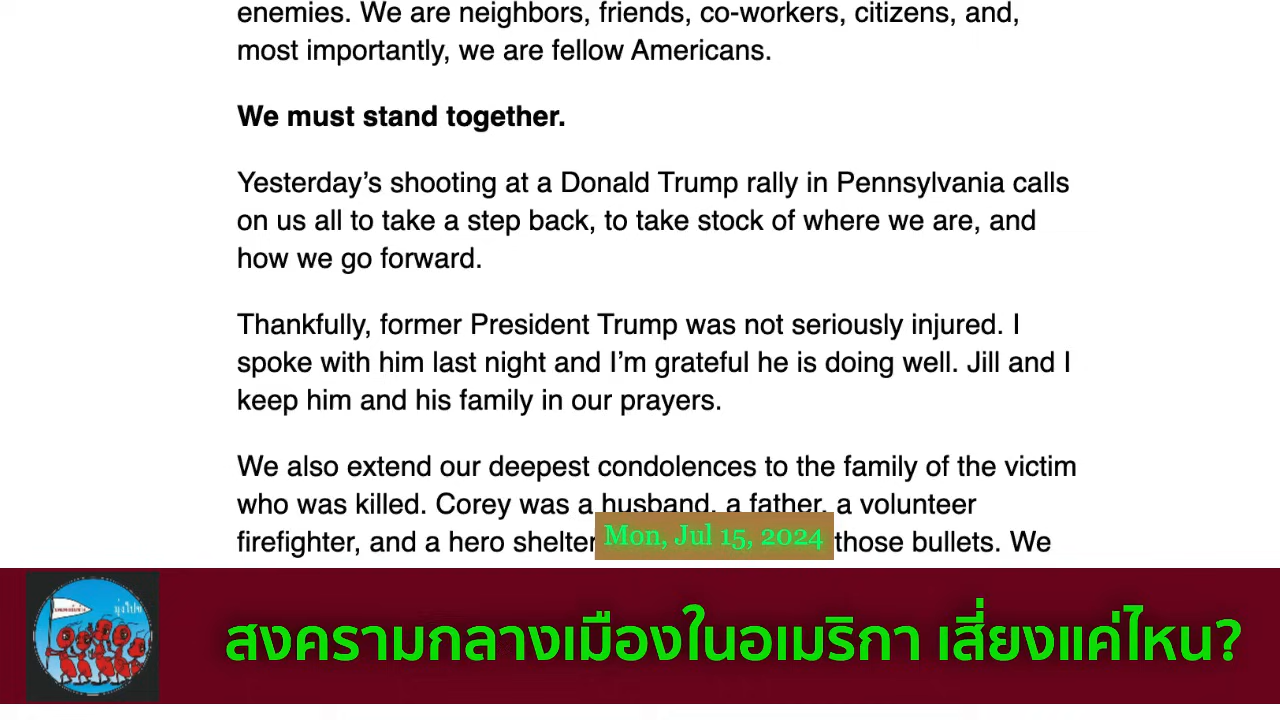 enemies. We are neighbors, friends, co-workers, citizens, and,
most importantly, we are fellow Americans.
We must stand together.
Yesterday’s shooting at a Donald Trump rally in Pennsylvania calls
on us all to take a step back, to take stock of where we are, and
how we go forward.
Thankfully, former President Trump was not seriously injured. I
spoke with him last night and I’m grateful he is doing well. Jill and I
keep him and his family in our prayers.
We also extend our deepest condolences to the family of the victim
who was killed. Corey was a husband, a father, a volunteer
firefighter, and a hero shelter those bullets. We
Mon, Jul 15, 2024
สงครามกลางเมืองในอเมริกา เสี่ยงแค่ไหน?